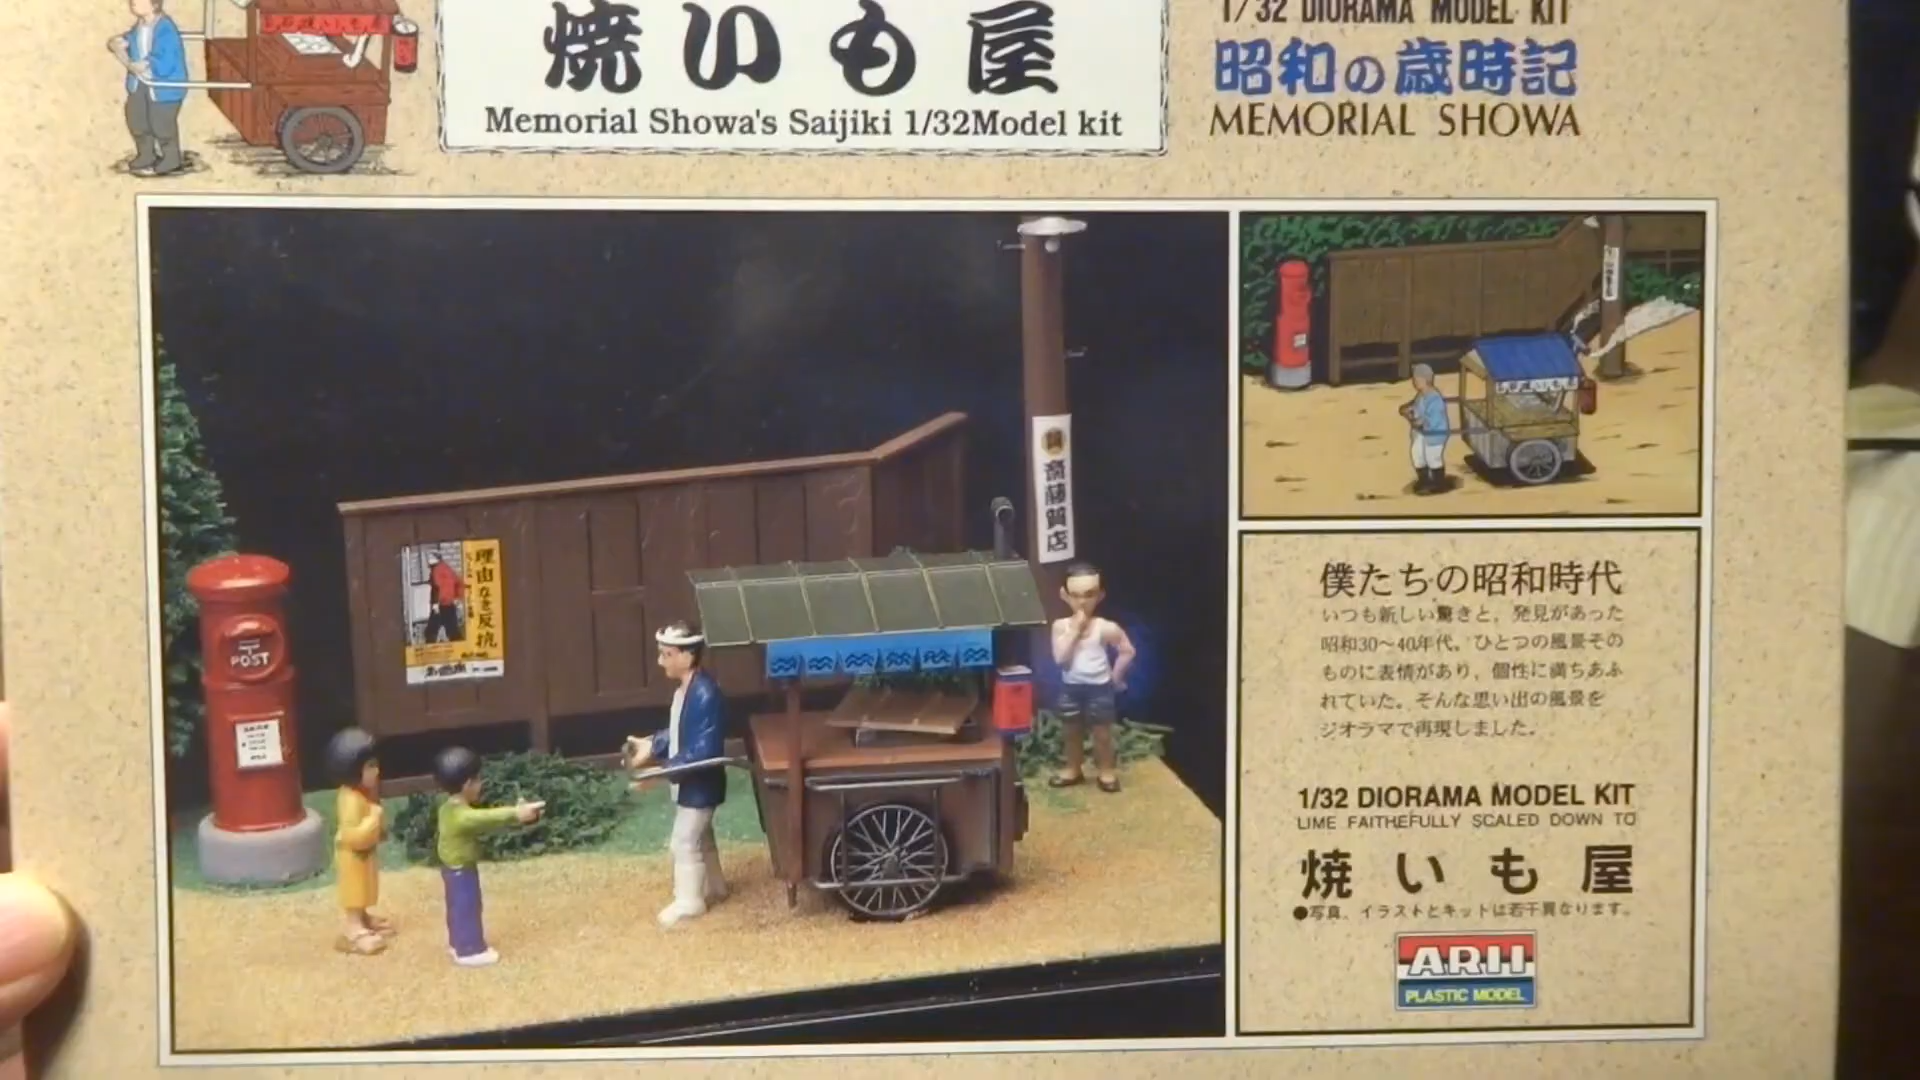 焼いも屋
Memorial Showa's Saijiki 1/32Model kit
1/32 DIORAMA MODEL KIT
昭和の歳時記
MEMORIAL SHOWA
理由なき反抗
POST
斎藤質店
僕たちの昭和時代
いつも新しい驚きと、発見があった
昭和30〜40年代。ひとつの風景その
ものに表情があり、個性に満ちあふ
れていた。そんな思い出の風景を
ジオラマで再現しました。
1/32 DIORAMA MODEL KIT
LIME FAITHEFULLY SCALED DOWN TO
焼いも屋
●写真、イラストとキットは若干異なります。
ARII
PLASTIC MODEL